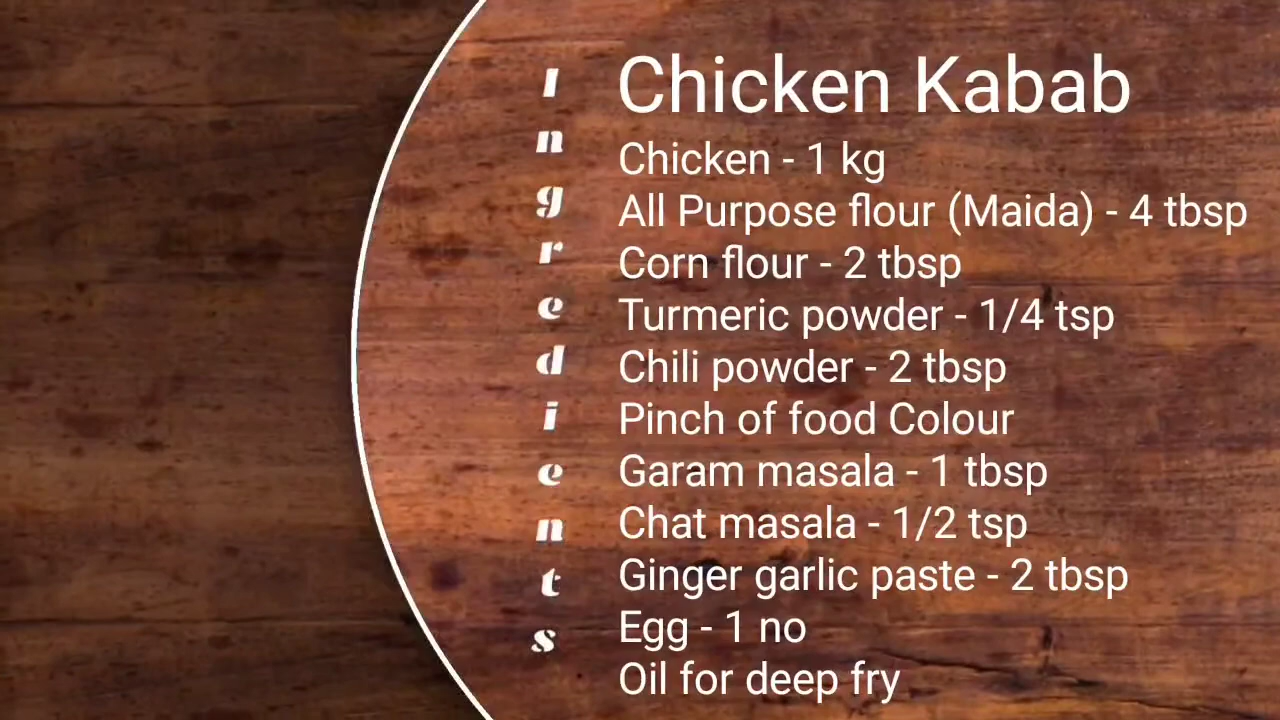 Ingredients
Chicken Kabab
Chicken - 1 kg
All Purpose flour (Maida) - 4 tbsp
Corn flour - 2 tbsp
Turmeric powder - 1/4 tsp
Chili powder - 2 tbsp
Pinch of food Colour
Garam masala - 1 tbsp
Chat masala - 1/2 tsp
Ginger garlic paste - 2 tbsp
Egg - 1 no
Oil for deep fry